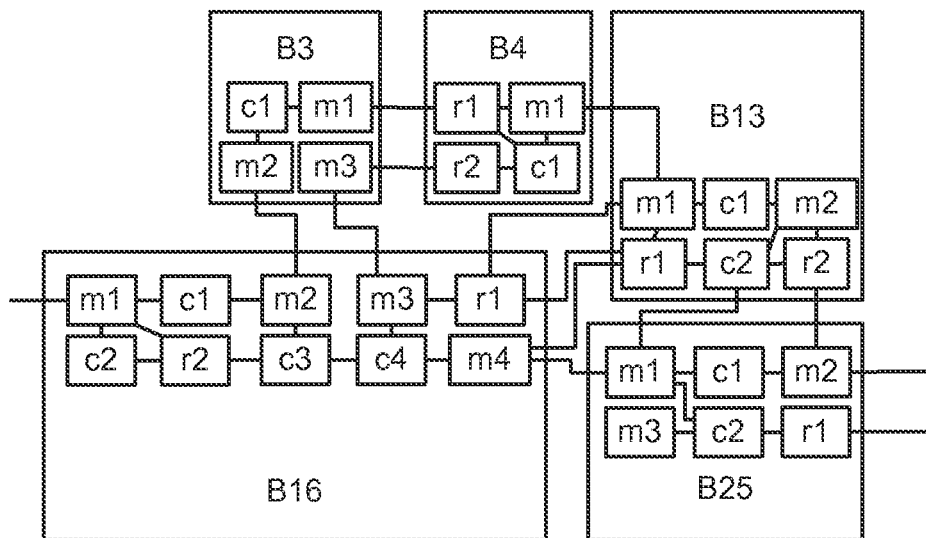 B3
c1 m1
m2 m3
B4
r1 m1
r2 c1
B13
m1 c1 m2
r1 c2 r2
m1 c1 m2 m3 r1
c2 r2 c3 c4 m4
B16
m1 c1 m2
m3 c2 r1
B25